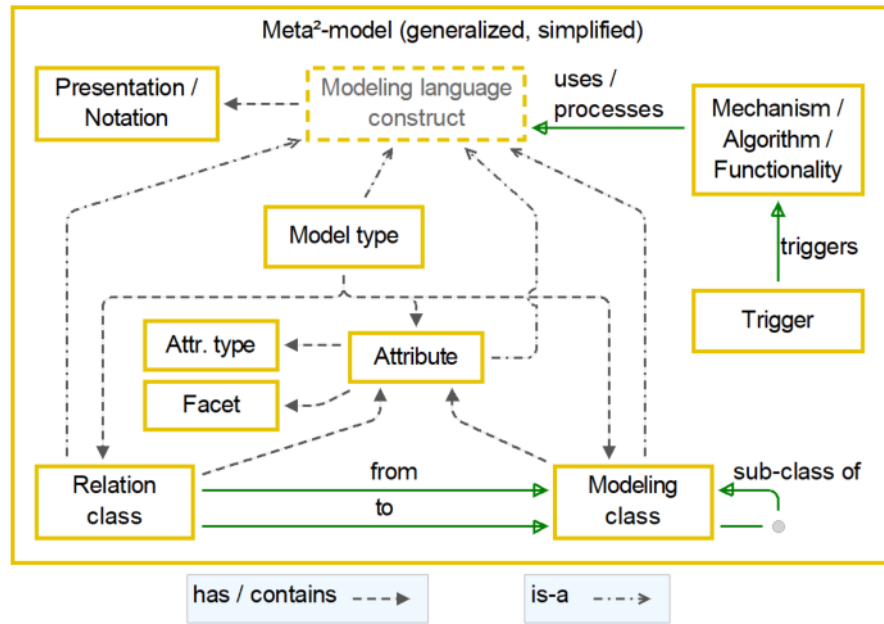 Meta²-model (generalized, simplified)
Presentation /
Notation
Modeling language
construct
uses /
processes
Mechanism /
Algorithm /
Functionality
Model type
triggers
Trigger
Attr. type
Attribute
Facet
Relation
class
from
to
Modeling
class
sub-class of
has / contains
is-a